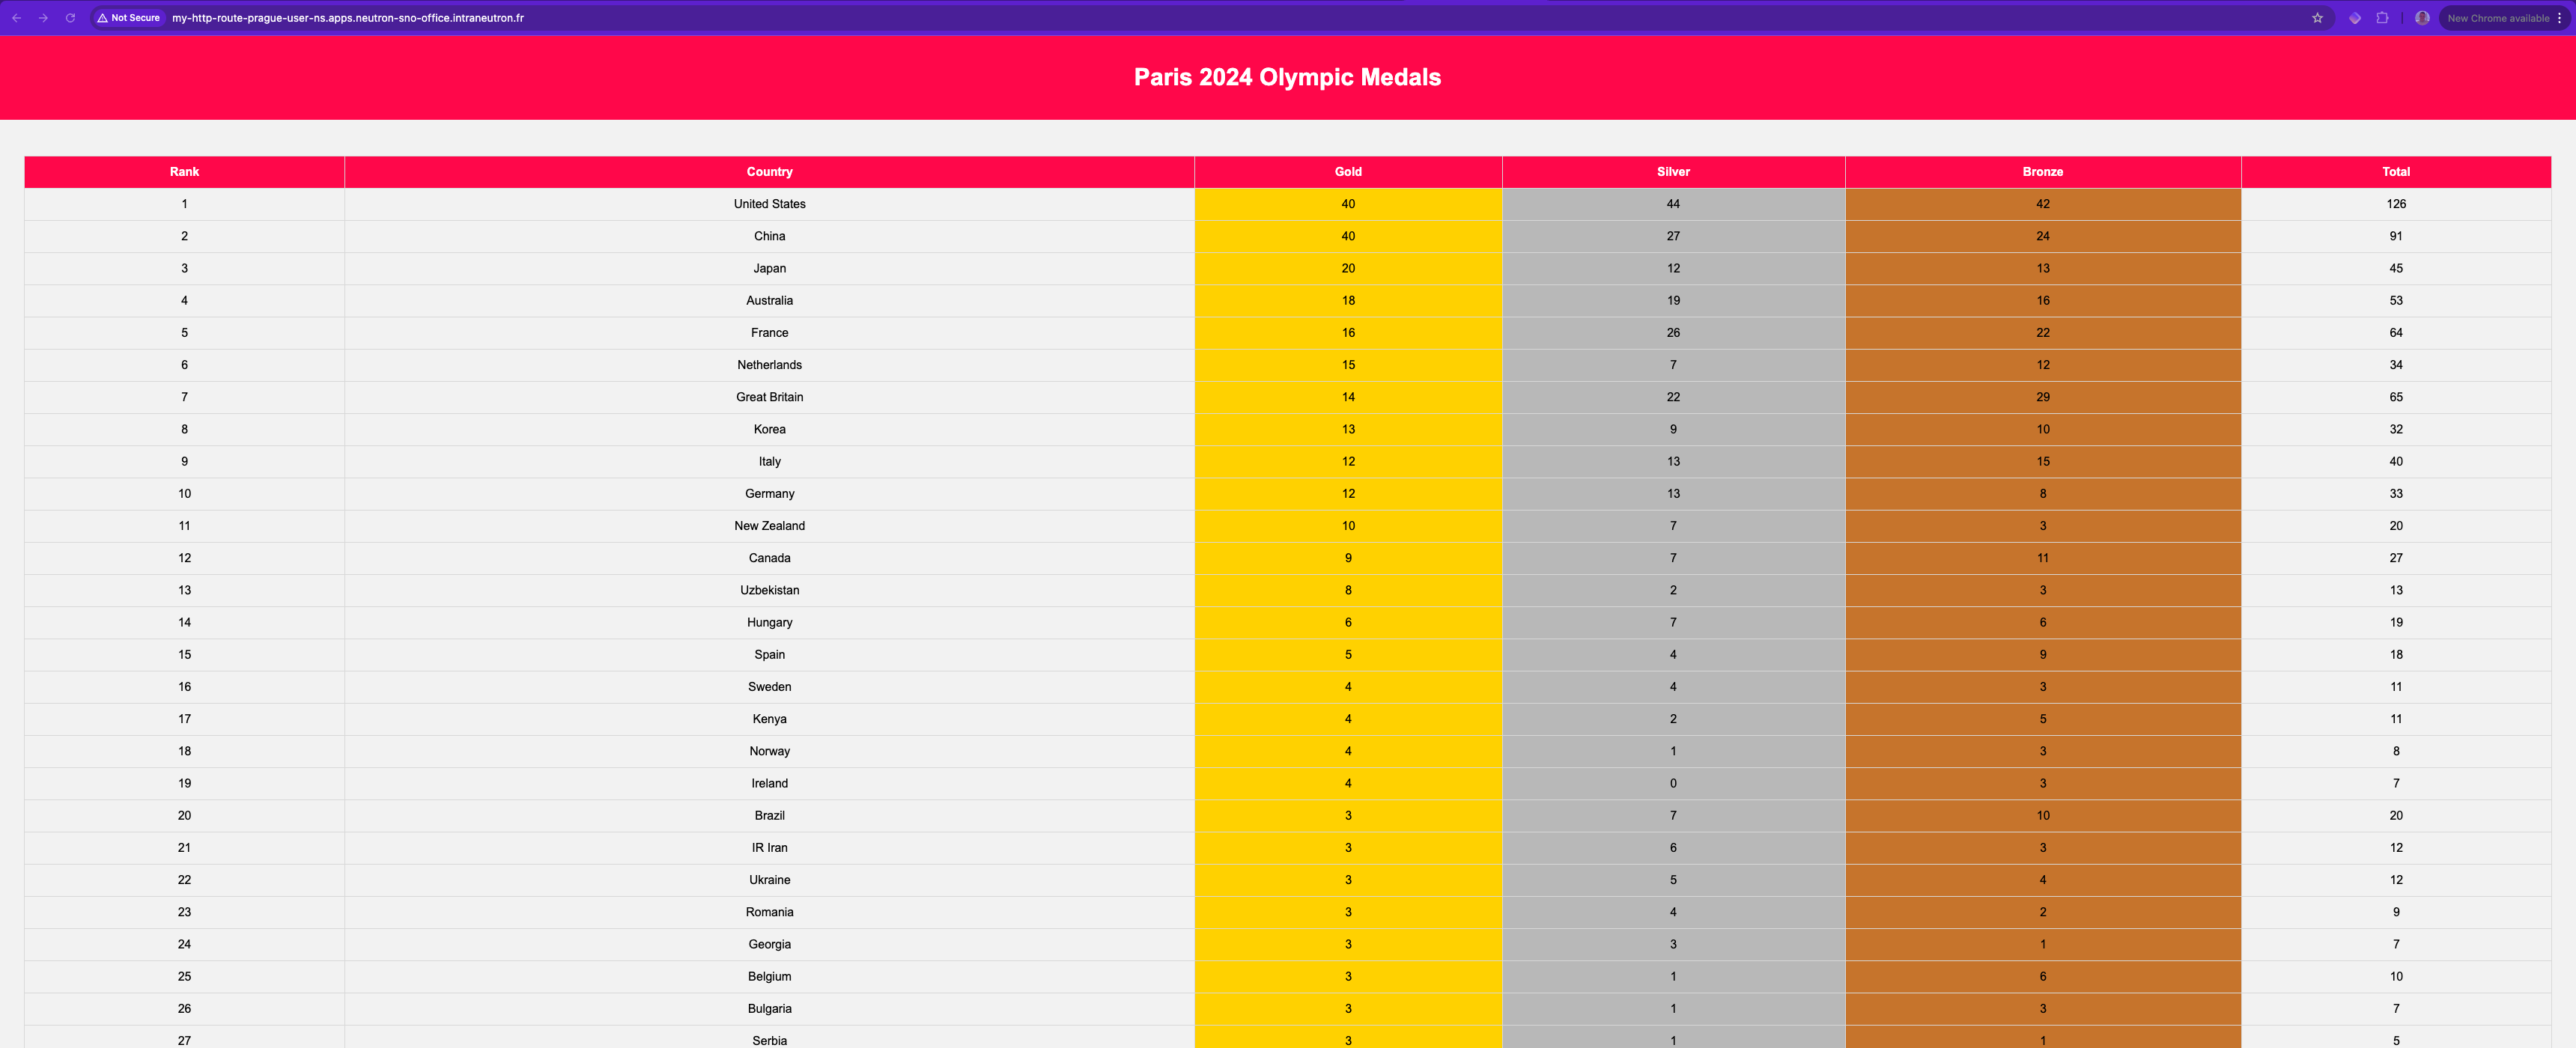 Not Secure my-http-route-prague-user-ns.apps.neutron-sno-office.intraneutron.fr New Chrome available
Paris 2024 Olympic Medals
Rank Country Gold Silver Bronze Total
1 United States 40 44 42 126
2 China 40 27 24 91
3 Japan 20 12 13 45
4 Australia 18 19 16 53
5 France 16 26 22 64
6 Netherlands 15 7 12 34
7 Great Britain 14 22 29 65
8 Korea 13 9 10 32
9 Italy 12 13 15 40
10 Germany 12 13 8 33
11 New Zealand 10 7 3 20
12 Canada 9 7 11 27
13 Uzbekistan 8 2 3 13
14 Hungary 6 7 6 19
15 Spain 5 4 9 18
16 Sweden 4 4 3 11
17 Kenya 4 2 5 11
18 Norway 4 1 3 8
19 Ireland 4 0 3 7
20 Brazil 3 7 10 20
21 IR Iran 3 6 3 12
22 Ukraine 3 5 4 12
23 Romania 3 4 2 9
24 Georgia 3 3 1 7
25 Belgium 3 1 6 10
26 Bulgaria 3 1 3 7
27 Serbia 3 1 1 5